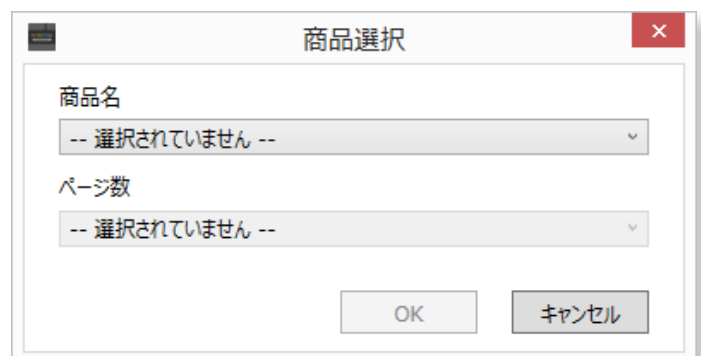 商品選択
商品名
-- 選択されていません --
ページ数
-- 選択されていません --
OK キャンセル